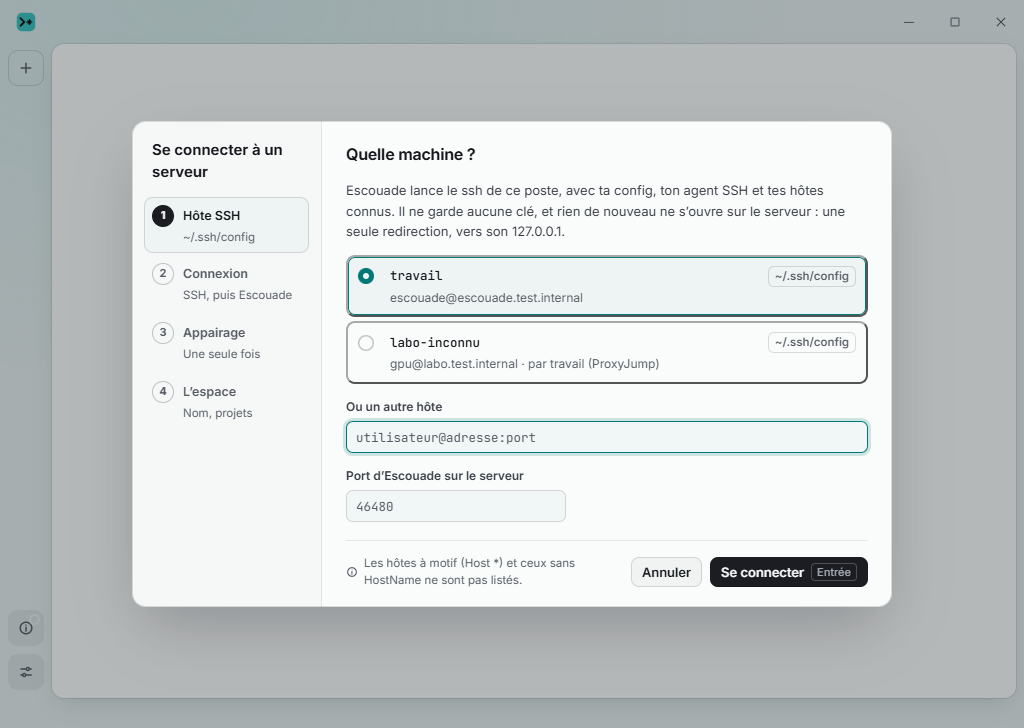 Se connecter à un
serveur
1 Hôte SSH
~/.ssh/config
2 Connexion
SSH, puis Escouade
3 Appairage
Une seule fois
4 L’espace
Nom, projets
Quelle machine ?
Escouade lance le ssh de ce poste, avec ta config, ton agent SSH et tes hôtes
connus. Il ne garde aucune clé, et rien de nouveau ne s’ouvre sur le serveur : une
seule redirection, vers son 127.0.0.1.
travail ~/.ssh/config
escouade@escouade.test.internal
labo-inconnu ~/.ssh/config
gpu@labo.test.internal · par travail (ProxyJump)
Ou un autre hôte
utilisateur@adresse:port
Port d’Escouade sur le serveur
46480
Les hôtes à motif (Host *) et ceux sans
HostName ne sont pas listés.
Annuler Se connecter Entrée